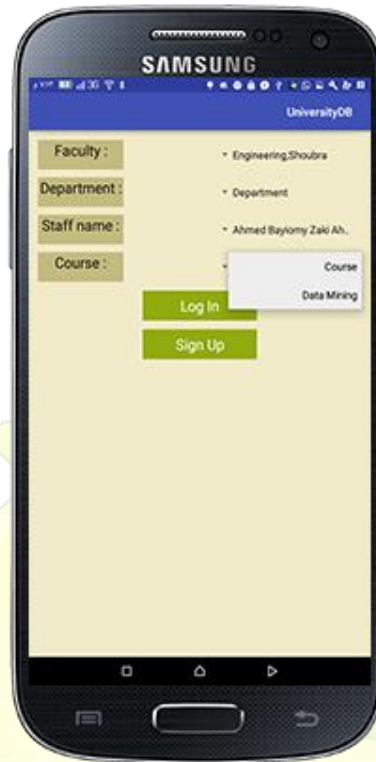 SAMSUNG
UniversityDB
Faculty :
Engineering,Shoubra
Department :
Department
Staff name :
Ahmed Bayiomy Zaki Ah..
Course :
Course
Data Mining
Log In
Sign Up